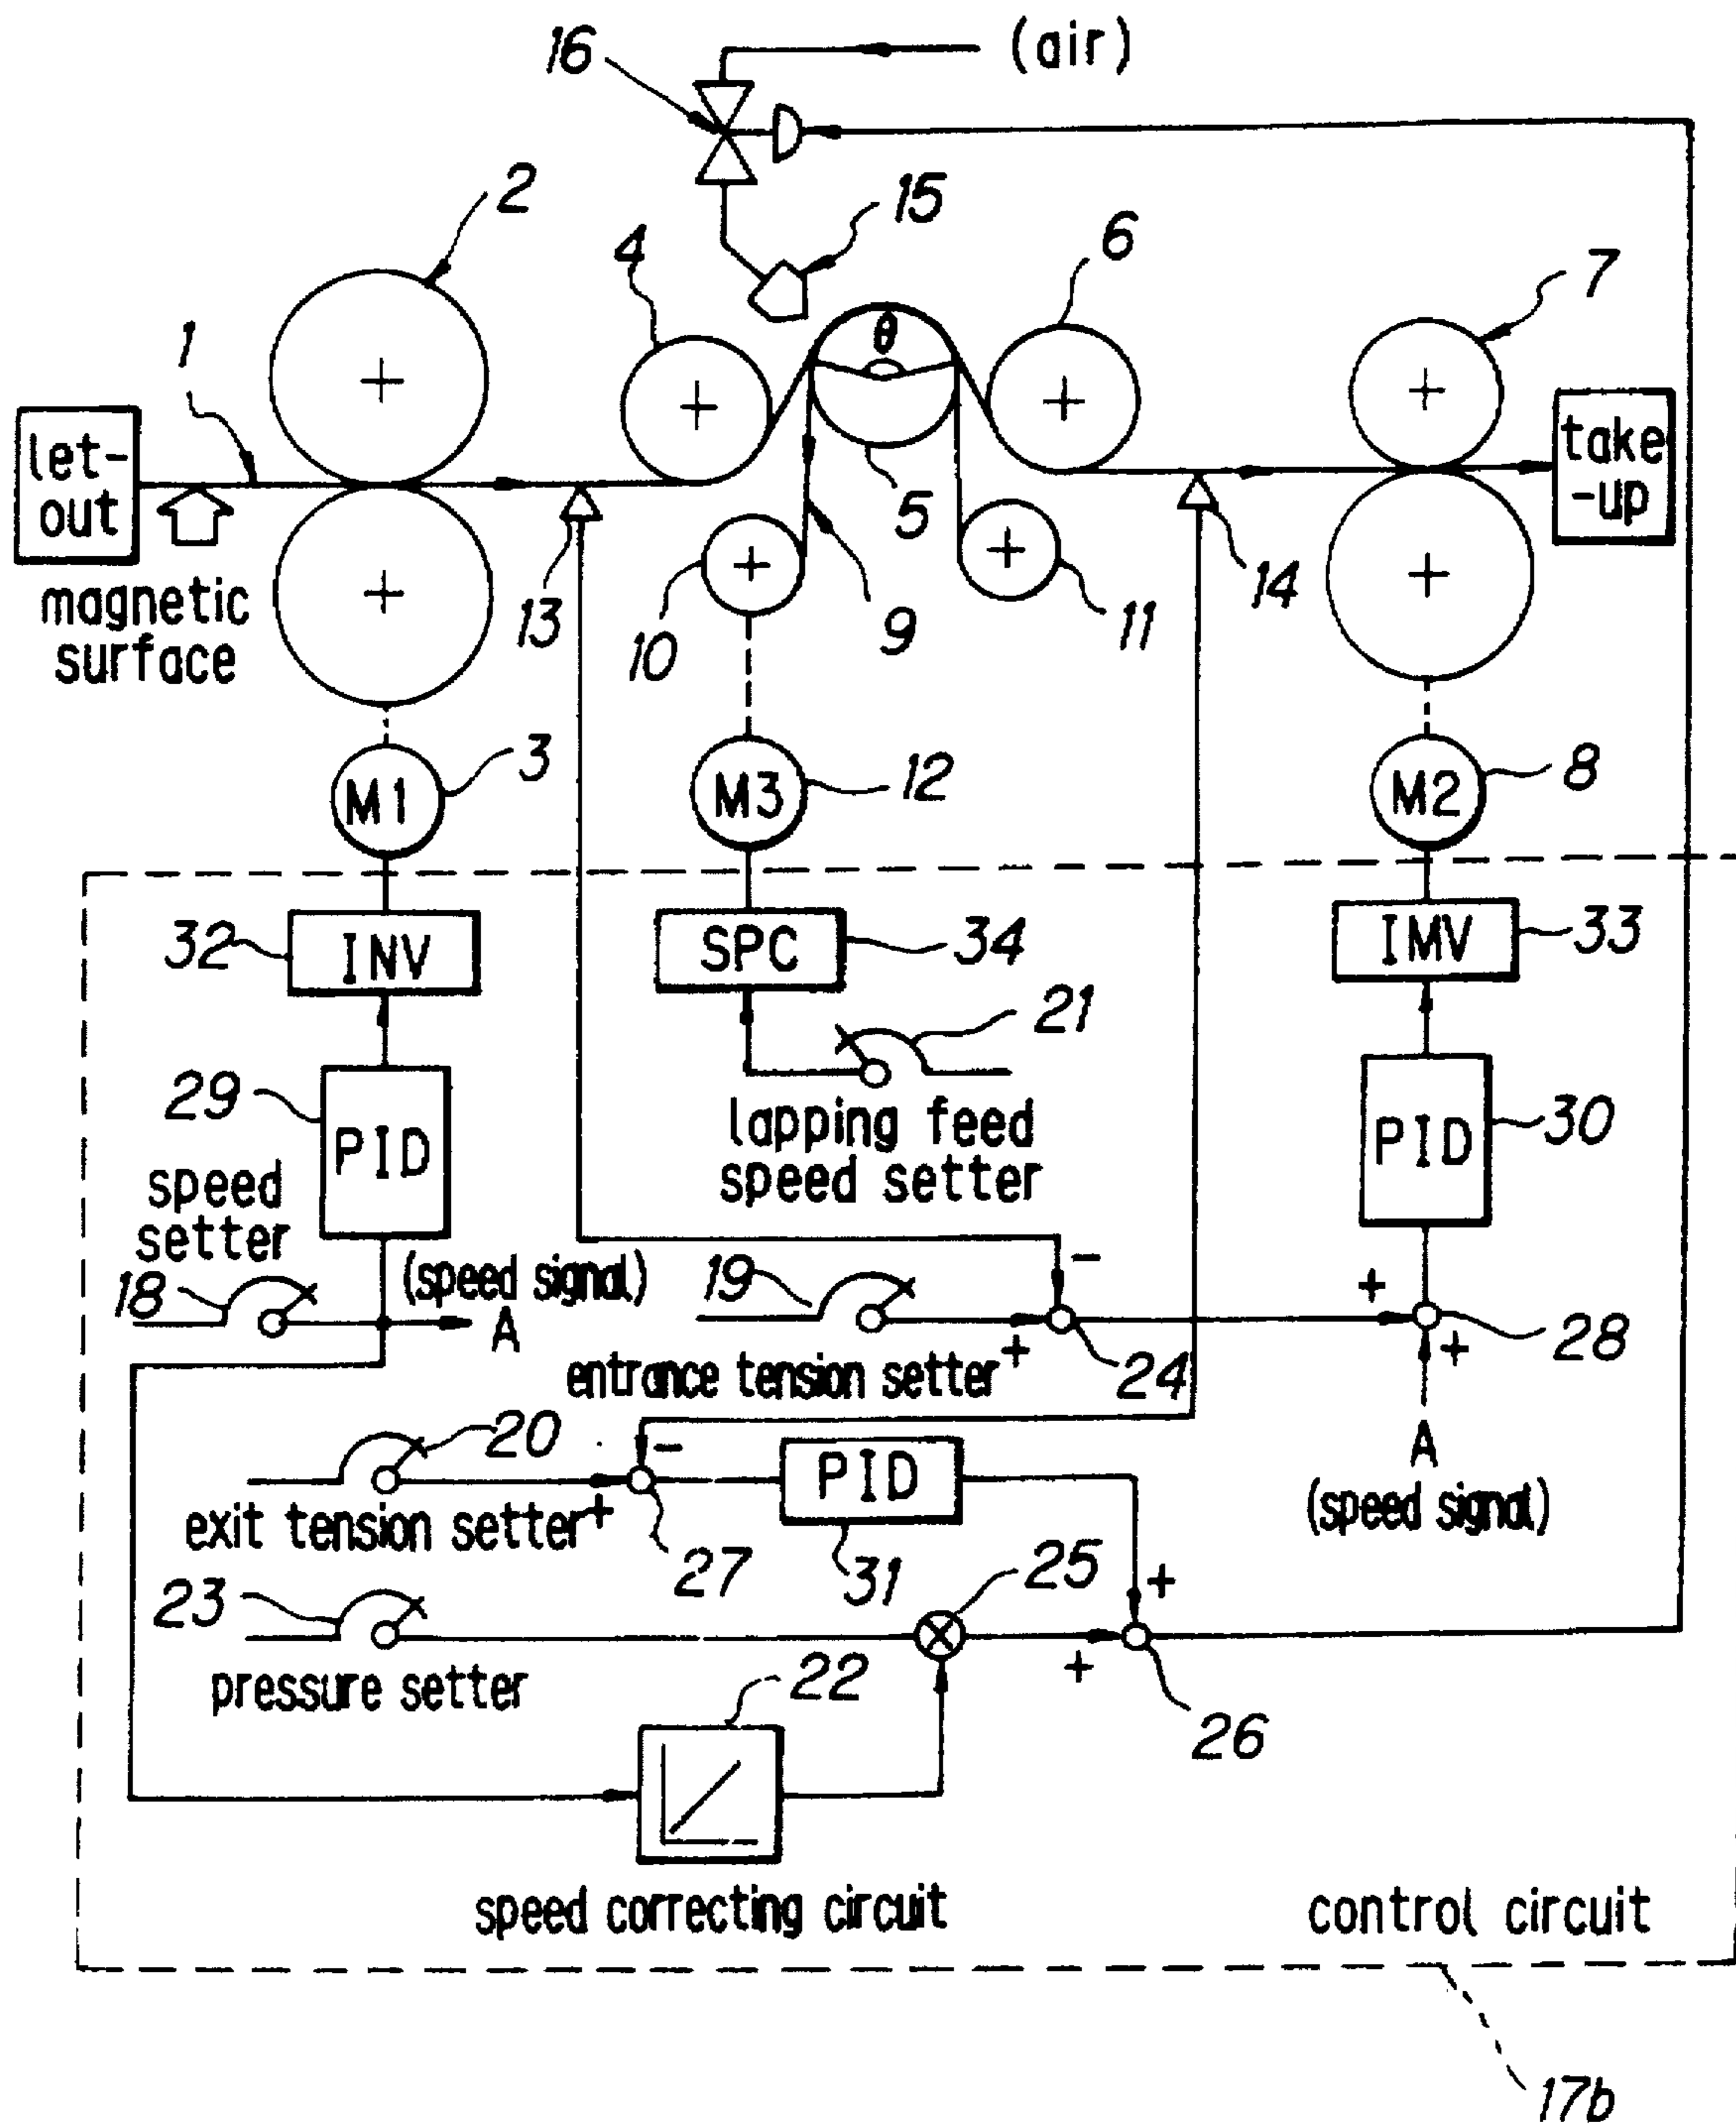 16
(air)
2
15
4
6
7
1
θ
let-
out
take
-up
5
magnetic
surface
13
10
9
11
14
M1
3
M3
12
M2
8
32
INV
SPC
34
IMV
33
21
29
PID
lapping feed
speed setter
PID
30
speed
setter
18
(speed signal)
A
19
-
+
+
+
28
entrance tension setter
24
A
(speed signal)
20
-
PID
exit tension setter
+
27
31
25
+
23
pressure setter
+
26
22
speed correcting circuit
control circuit
17b